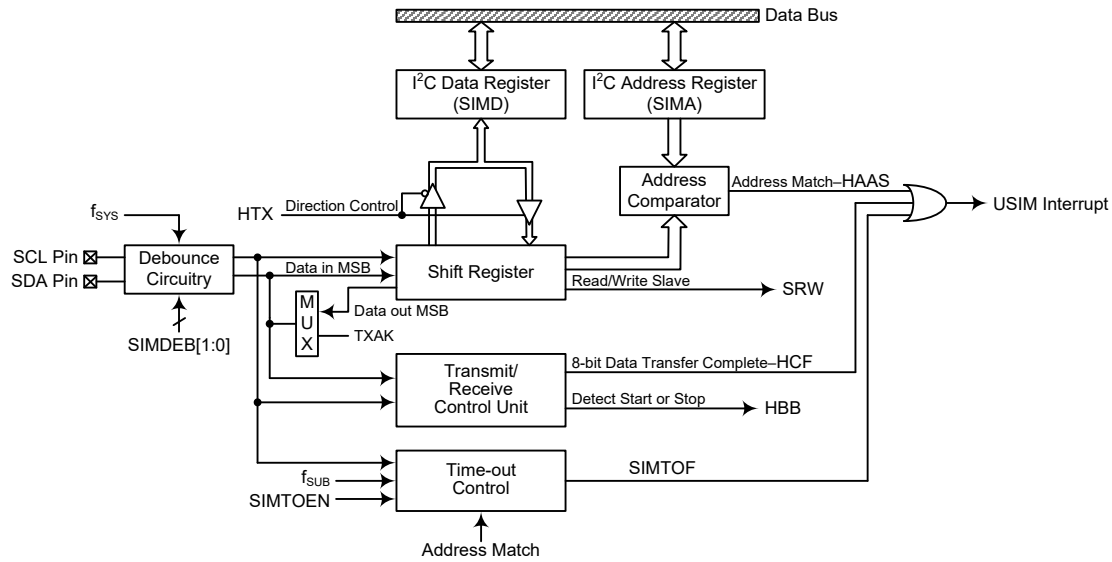 Data Bus
I²C Data Register
(SIMD)
I²C Address Register
(SIMA)
Address
Comparator
Address Match–HAAS
USIM Interrupt
HTX
Direction Control
fSYS
SCL Pin
SDA Pin
Debounce
Circuitry
SIMDEB[1:0]
Data in MSB
Shift Register
Read/Write Slave
SRW
M
U
X
Data out MSB
TXAK
Transmit/
Receive
Control Unit
8-bit Data Transfer Complete–HCF
Detect Start or Stop
HBB
Time-out
Control
fSUB
SIMTOEN
SIMTOF
Address Match